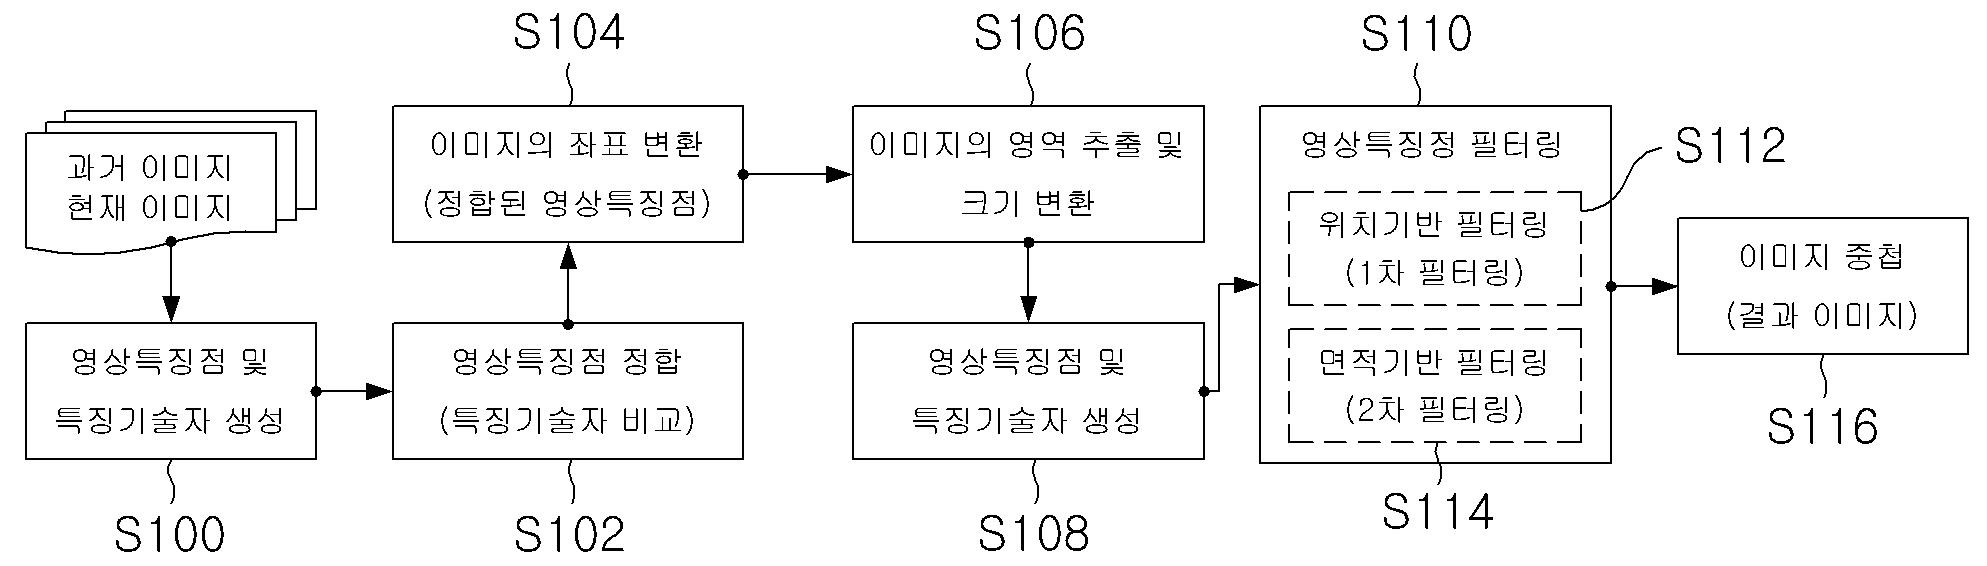 S104
S106
S110
과거 이미지
현재 이미지
이미지의 좌표 변환
(정합된 영상특징점)
이미지의 영역 추출 및
크기 변환
영상특징정 필터링
S112
위치기반 필터링
(1차 필터링)
이미지 중첩
(결과 이미지)
영상특징점 및
특징기술자 생성
영상특징점 정합
(특징기술자 비교)
영상특징점 및
특징기술자 생성
면적기반 필터링
(2차 필터링)
S116
S100
S102
S108
S114